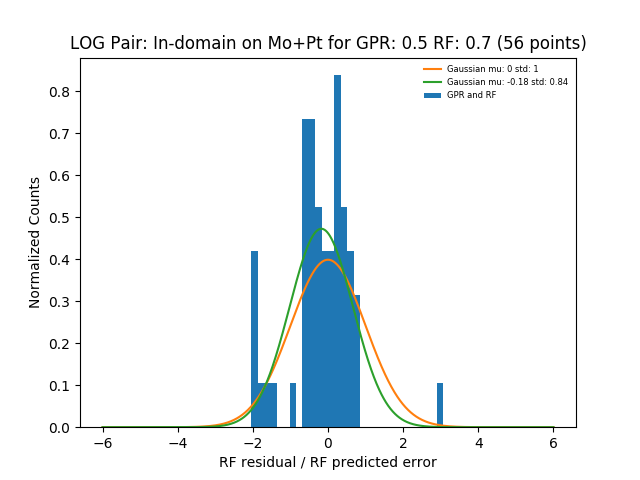 LOG Pair: In-domain on Mo+Pt for GPR: 0.5 RF: 0.7 (56 points)
Gaussian mu: 0 std: 1
Gaussian mu: -0.18 std: 0.84
GPR and RF
Normalized Counts
0.8
0.7
0.6
0.5
0.4
0.3
0.2
0.1
0.0
−6 −4 −2 0 2 4 6
RF residual / RF predicted error